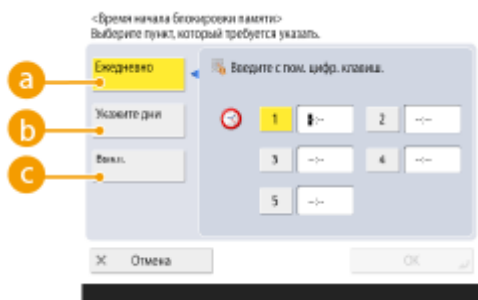 <Время начала блокировки памяти>
Выберите пункт, который требуется указать.
a Ежедневно
Введите с пом. цифр. клавиш.
b Укажите дни
1 -:-- 2 --:--
c Выкл.
3 --:-- 4 --:--
5 --:--
× Отмена OK